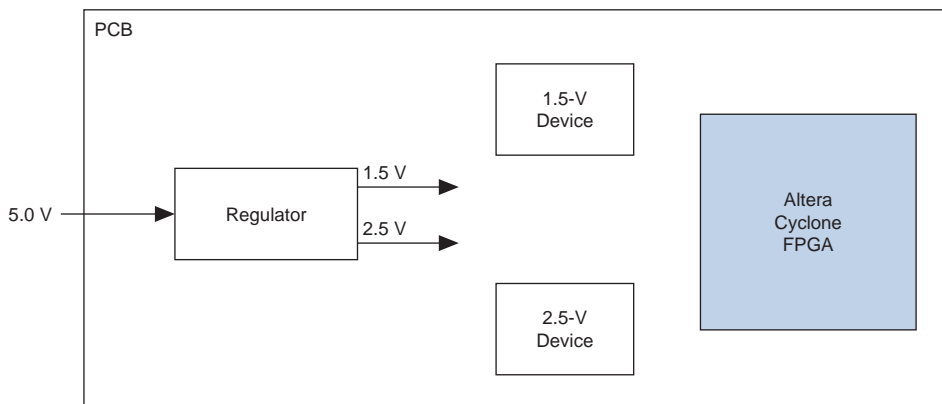 PCB
1.5-V
Device
1.5 V
5.0 V
Regulator
2.5 V
Altera
Cyclone
FPGA
2.5-V
Device